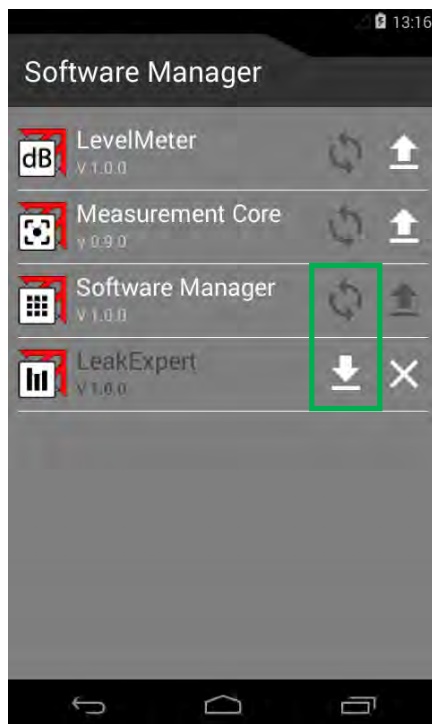 13:16
Software Manager
LevelMeter
dB
V 1.0.0
Measurement Core
v 0.9.0
Software Manager
V 1.0.0
LeakExpert
V 1.0.0